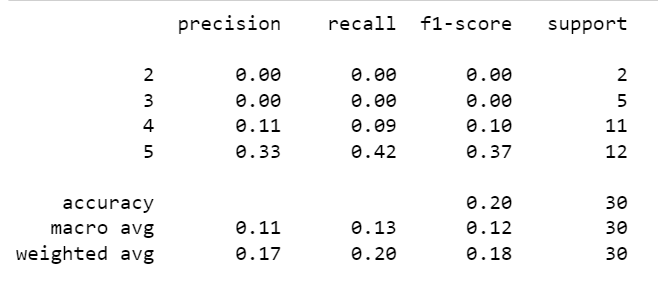 precision recall f1-score support
2 0.00 0.00 0.00 2
3 0.00 0.00 0.00 5
4 0.11 0.09 0.10 11
5 0.33 0.42 0.37 12
accuracy 0.20 30
macro avg 0.11 0.13 0.12 30
weighted avg 0.17 0.20 0.18 30